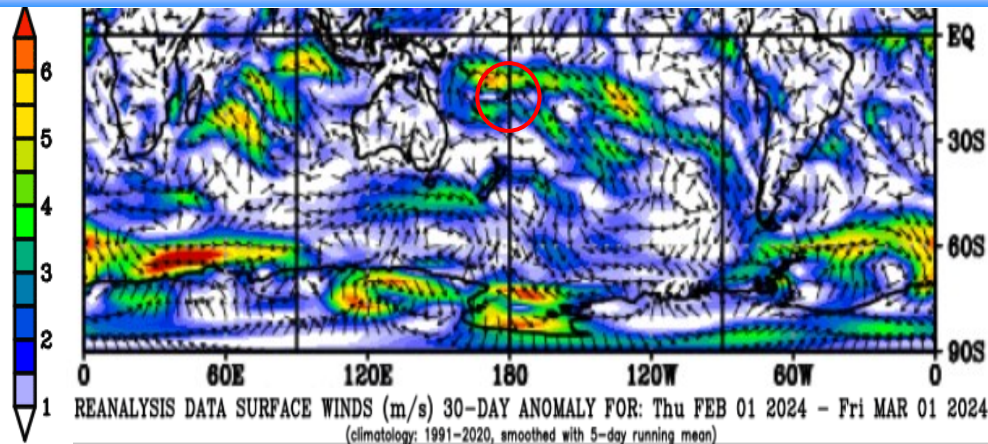 6
5
4
3
2
1
EQ
30S
60S
90S
0 60E 120E 180 120W 60W 0
REANALYSIS DATA SURFACE WINDS (m/s) 30-DAY ANOMALY FOR: Thu FEB 01 2024 - Fri MAR 01 2024
(climatology: 1991-2020, smoothed with 5-day running mean)